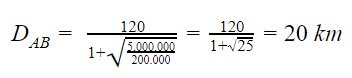 D_AB = 120 / (1+√(5.000.000 / 200.000)) = 120 / (1+√25) = 20 km